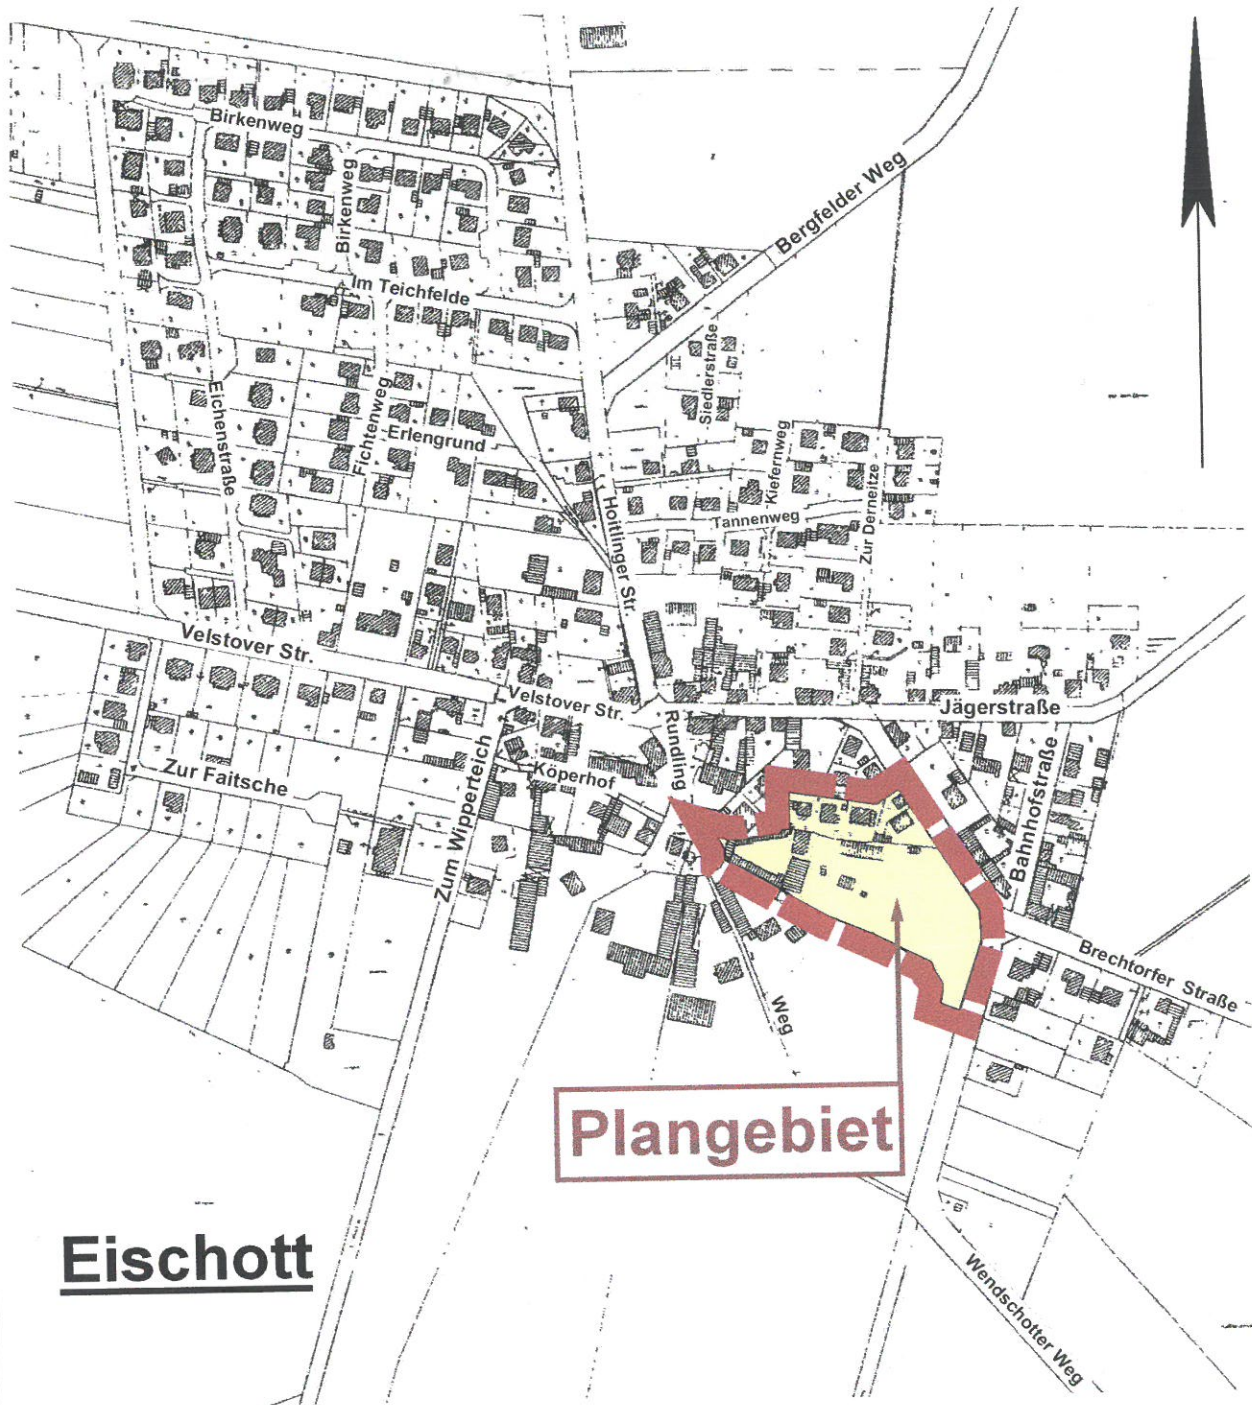 Birkenweg
Birkenweg
Bergfelder Weg
Im Teichfelde
Siedlerstraße
Eichenstraße
Fichtenweg
Erlengrund
Hoitlinger Str.
Kiefernweg
Tannenweg
Zur Derneitze
Velstover Str.
Velstover Str.
Rundling
Jägerstraße
Zur Faitsche
Zum Wipperteich
Köperhof
Bahnhofstraße
Brechtorfer Straße
Weg
Plangebiet
Eischott
Wendschotter Weg